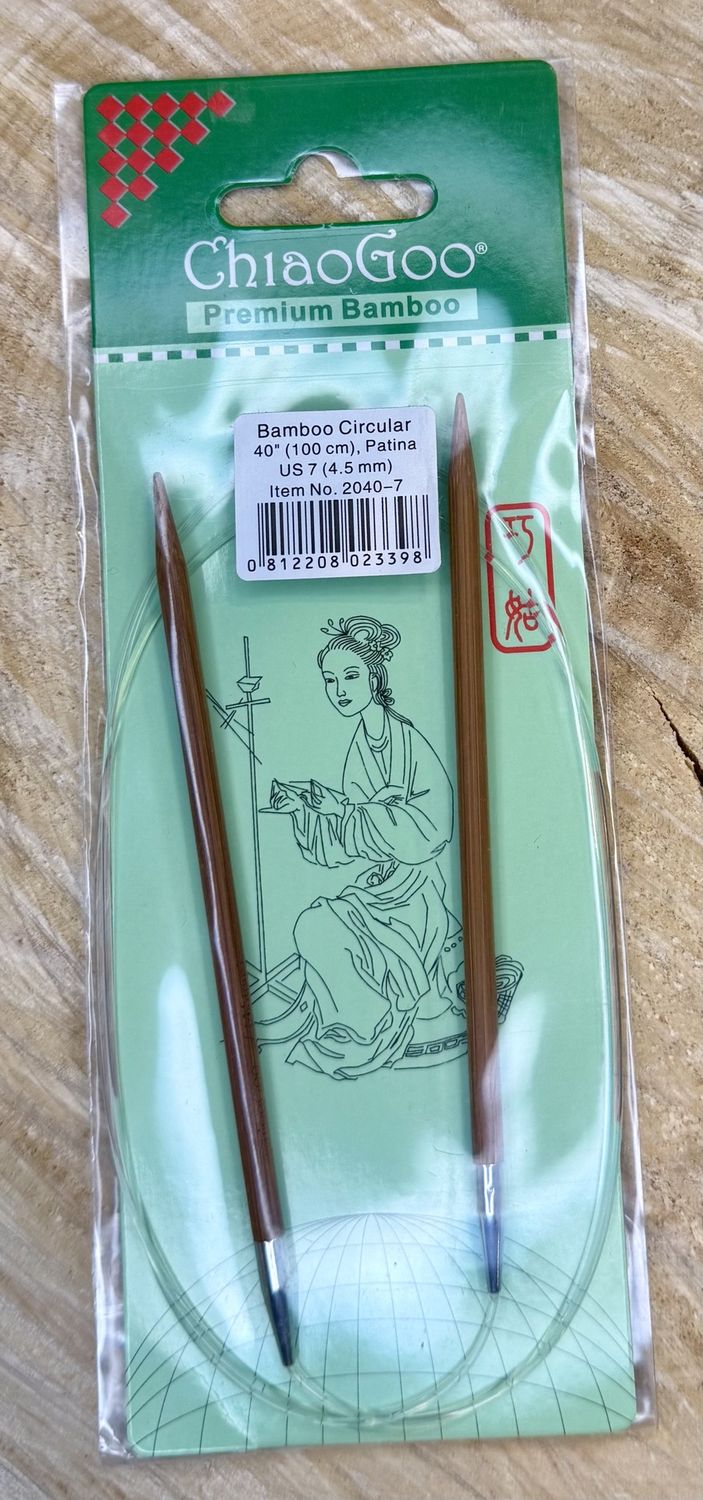 ChiaoGoo®
Premium Bamboo
Bamboo Circular
40" (100 cm), Patina
US 7 (4.5 mm)
Item No. 2040-7
0 812208 023398
巧
姑